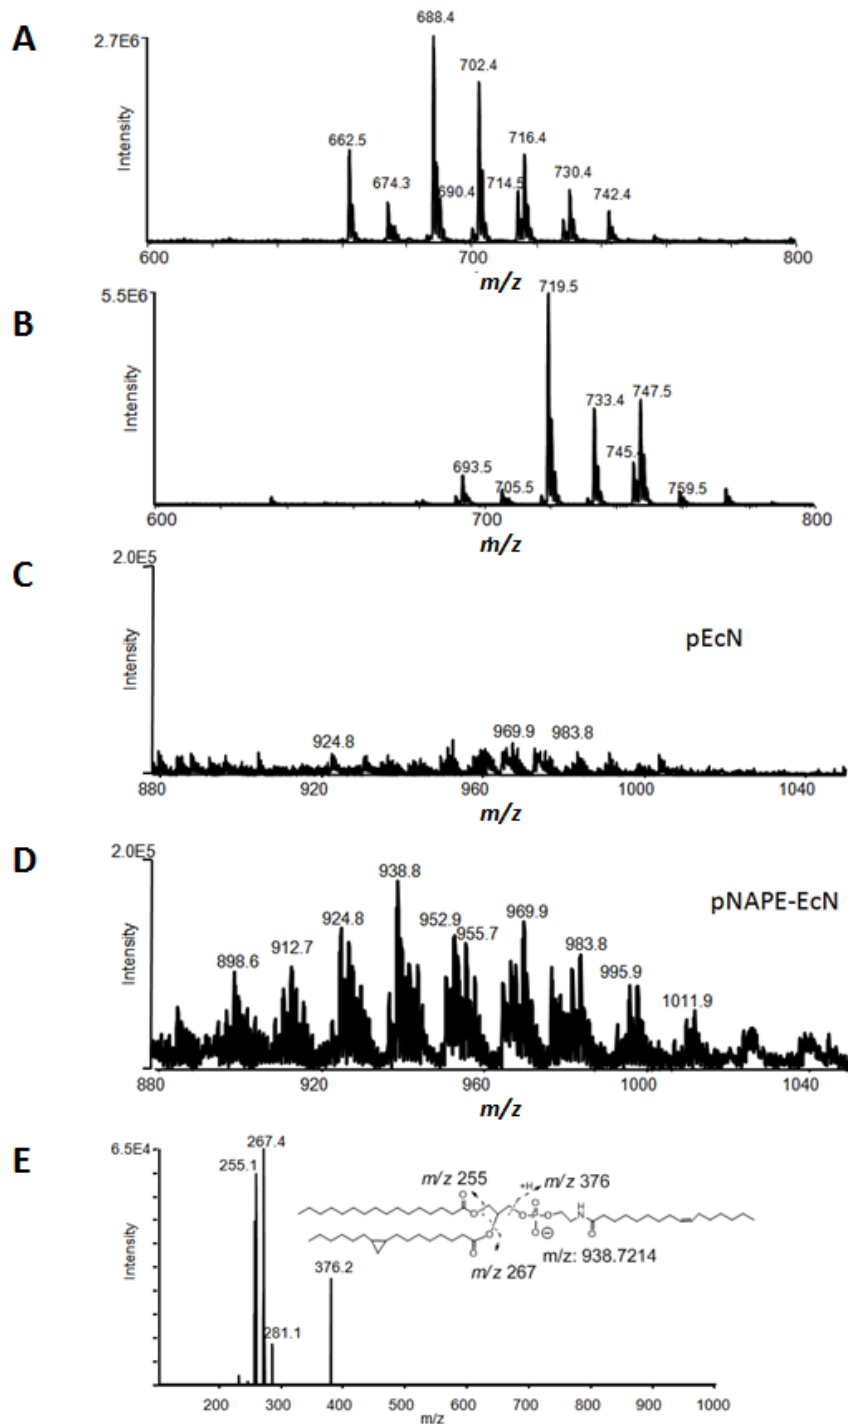 A
2.7E6
688.4
702.4
662.5
716.4
674.3
690.4
714.5
730.4
742.4
Intensity
600
700
800
m/z
B
5.5E6
719.5
733.4
747.5
745.
693.5
705.5
759.5
Intensity
600
700
800
m/z
C
2.0E5
pEcN
Intensity
924.8
969.9
983.8
880
920
960
1000
1040
m/z
D
2.0E5
938.8
pNAPE-EcN
924.8
952.9
955.7
969.9
912.7
898.6
983.8
995.9
1011.9
Intensity
880
920
960
1000
1040
m/z
E
6.5E4
267.4
255.1
m/z 255
+H
m/z 376
O
O
O
O
P
O
O
O
N
H
O
m/z: 938.7214
m/z 267
376.2
281.1
Intensity
200
300
400
500
600
700
800
900
1000
m/z